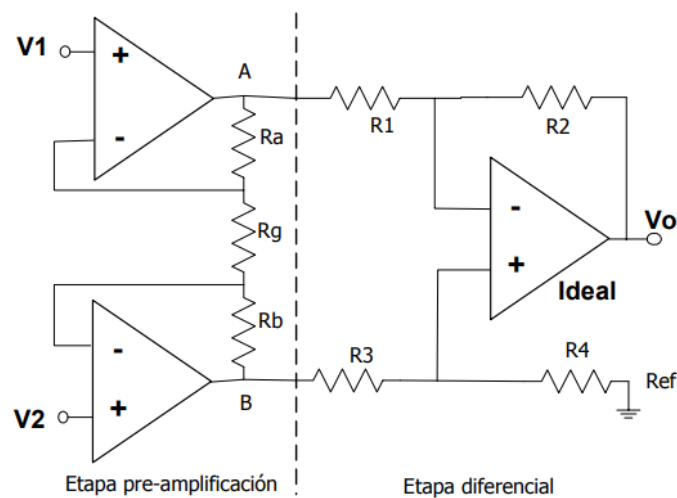 V1
+
-
A
Ra
Rg
Rb
B
-
+
V2
R1
R2
-
+
Ideal
Vo
R3
R4
Ref
Etapa pre-amplificación
Etapa diferencial